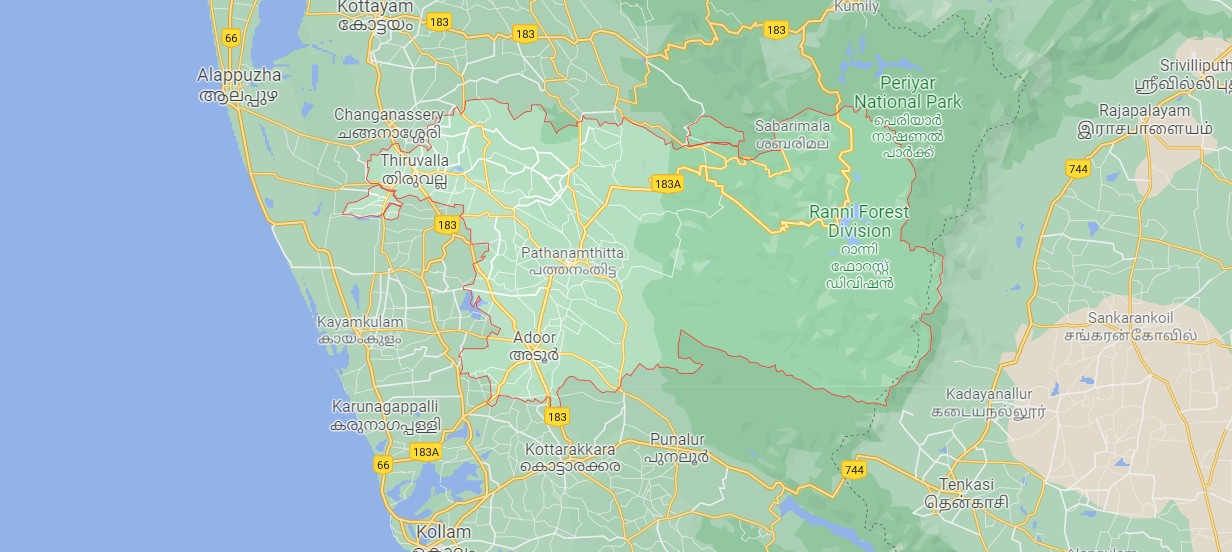 Kottayam
കോട്ടയം
183
183
183
Kumily
66
Alappuzha
ആലപ്പുഴ
Srivilliputh
Periyar
National Park
പെരിയാർ
നാഷണൽ
പാർക്ക്
Rajapalayam
இராசபாளையம்
Changanassery
ചങ്ങനാശ്ശേരി
Sabarimala
ശബരിമല
Thiruvalla
തിരുവല്ല
744
183A
Ranni Forest
Division
റാന്നി
ഫോറസ്റ്റ്
ഡിവിഷൻ
183
Pathanamthitta
പത്തനംതിട്ട
Kayamkulam
കായംകുളം
Adoor
അടൂർ
Sankarankoil
சங்கரன்கோவில்
Kadayanallur
கடையநல்லூர்
Karunagappalli
കരുനാഗപ്പള്ളി
183
183A
66
Kottarakkara
കൊട്ടാരക്കര
Punalur
പുനലൂർ
744
Tenkasi
தென்காசி
Kollam